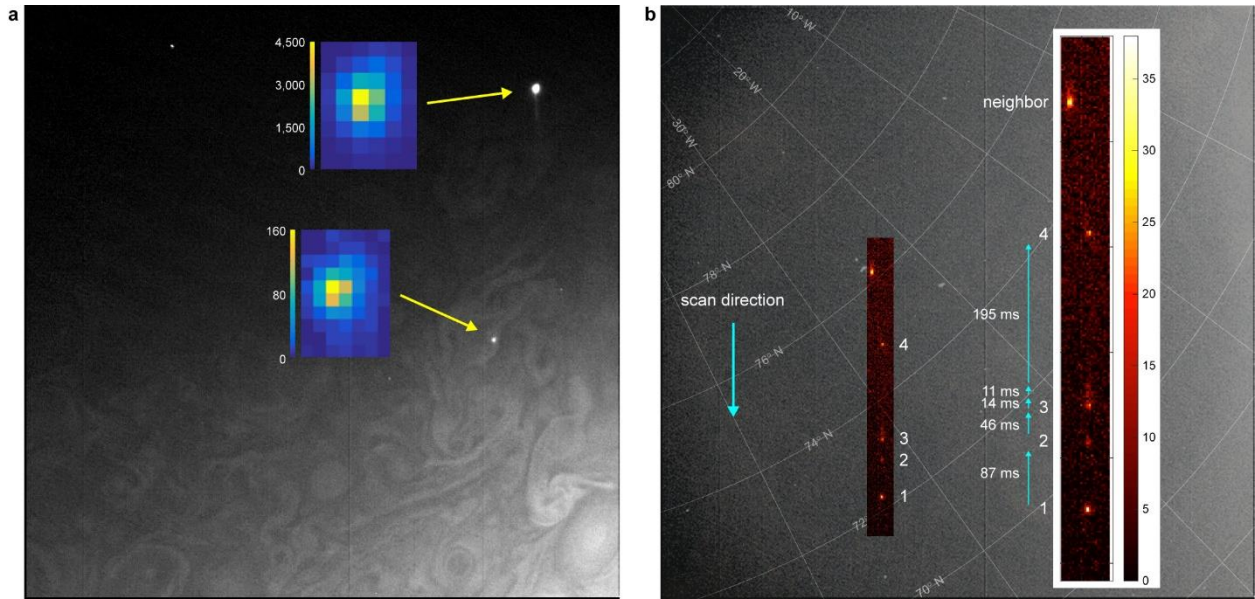 a
4,500
3,000
1,500
0
160
80
0
b
10° W
20° W
30° W
80° N
78° N
76° N
74° N
72° N
70° N
scan direction
4
3
2
1
neighbor
4
195 ms
11 ms
14 ms
3
46 ms
2
87 ms
1
35
30
25
20
15
10
5
0